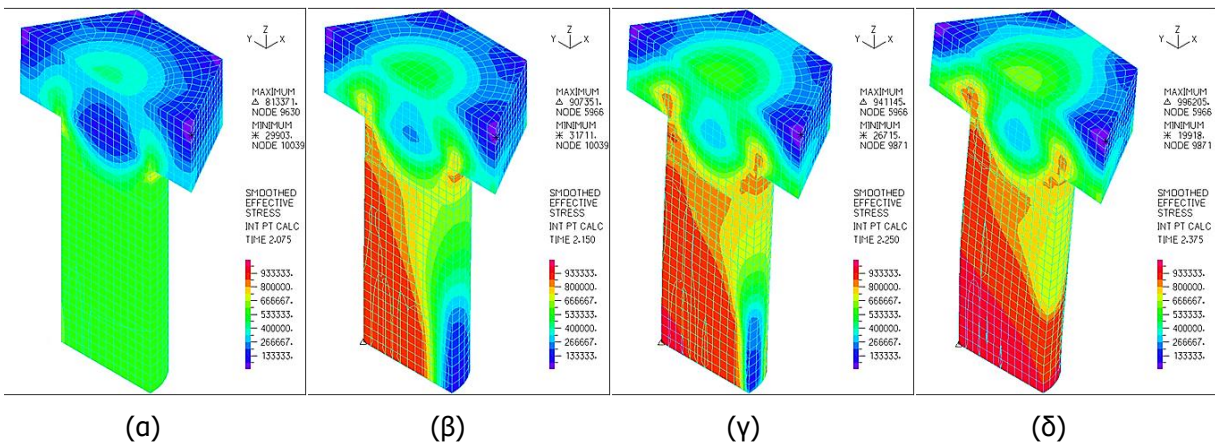 Z
Y X
MAXIMUM
Δ 813371.
NODE 9630
MINIMUM
* 29903.
NODE 10039
SMOOTHED
EFFECTIVE
STRESS
INT PT CALC
TIME 2.075
933333.
800000.
666667.
533333.
400000.
266667.
133333.
(α)
Z
Y X
MAXIMUM
Δ 907351.
NODE 5966
MINIMUM
* 31711.
NODE 10039
SMOOTHED
EFFECTIVE
STRESS
INT PT CALC
TIME 2.150
933333.
800000.
666667.
533333.
400000.
266667.
133333.
(β)
Z
Y X
MAXIMUM
Δ 941145.
NODE 5966
MINIMUM
* 26715.
NODE 9871
SMOOTHED
EFFECTIVE
STRESS
INT PT CALC
TIME 2.250
933333.
800000.
666667.
533333.
400000.
266667.
133333.
(γ)
Z
Y X
MAXIMUM
Δ 996205.
NODE 5966
MINIMUM
* 19918.
NODE 9871
SMOOTHED
EFFECTIVE
STRESS
INT PT CALC
TIME 2.375
933333.
800000.
666667.
533333.
400000.
266667.
133333.
(δ)